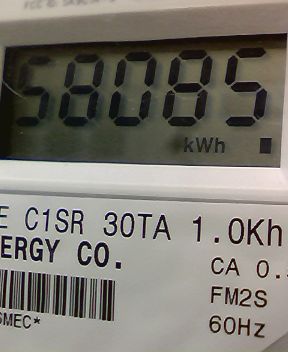 58085
kWh
E C1SR 30TA 1.0Kh
ERGY CO.
CA 0.
FM2S
60Hz
SMEC*